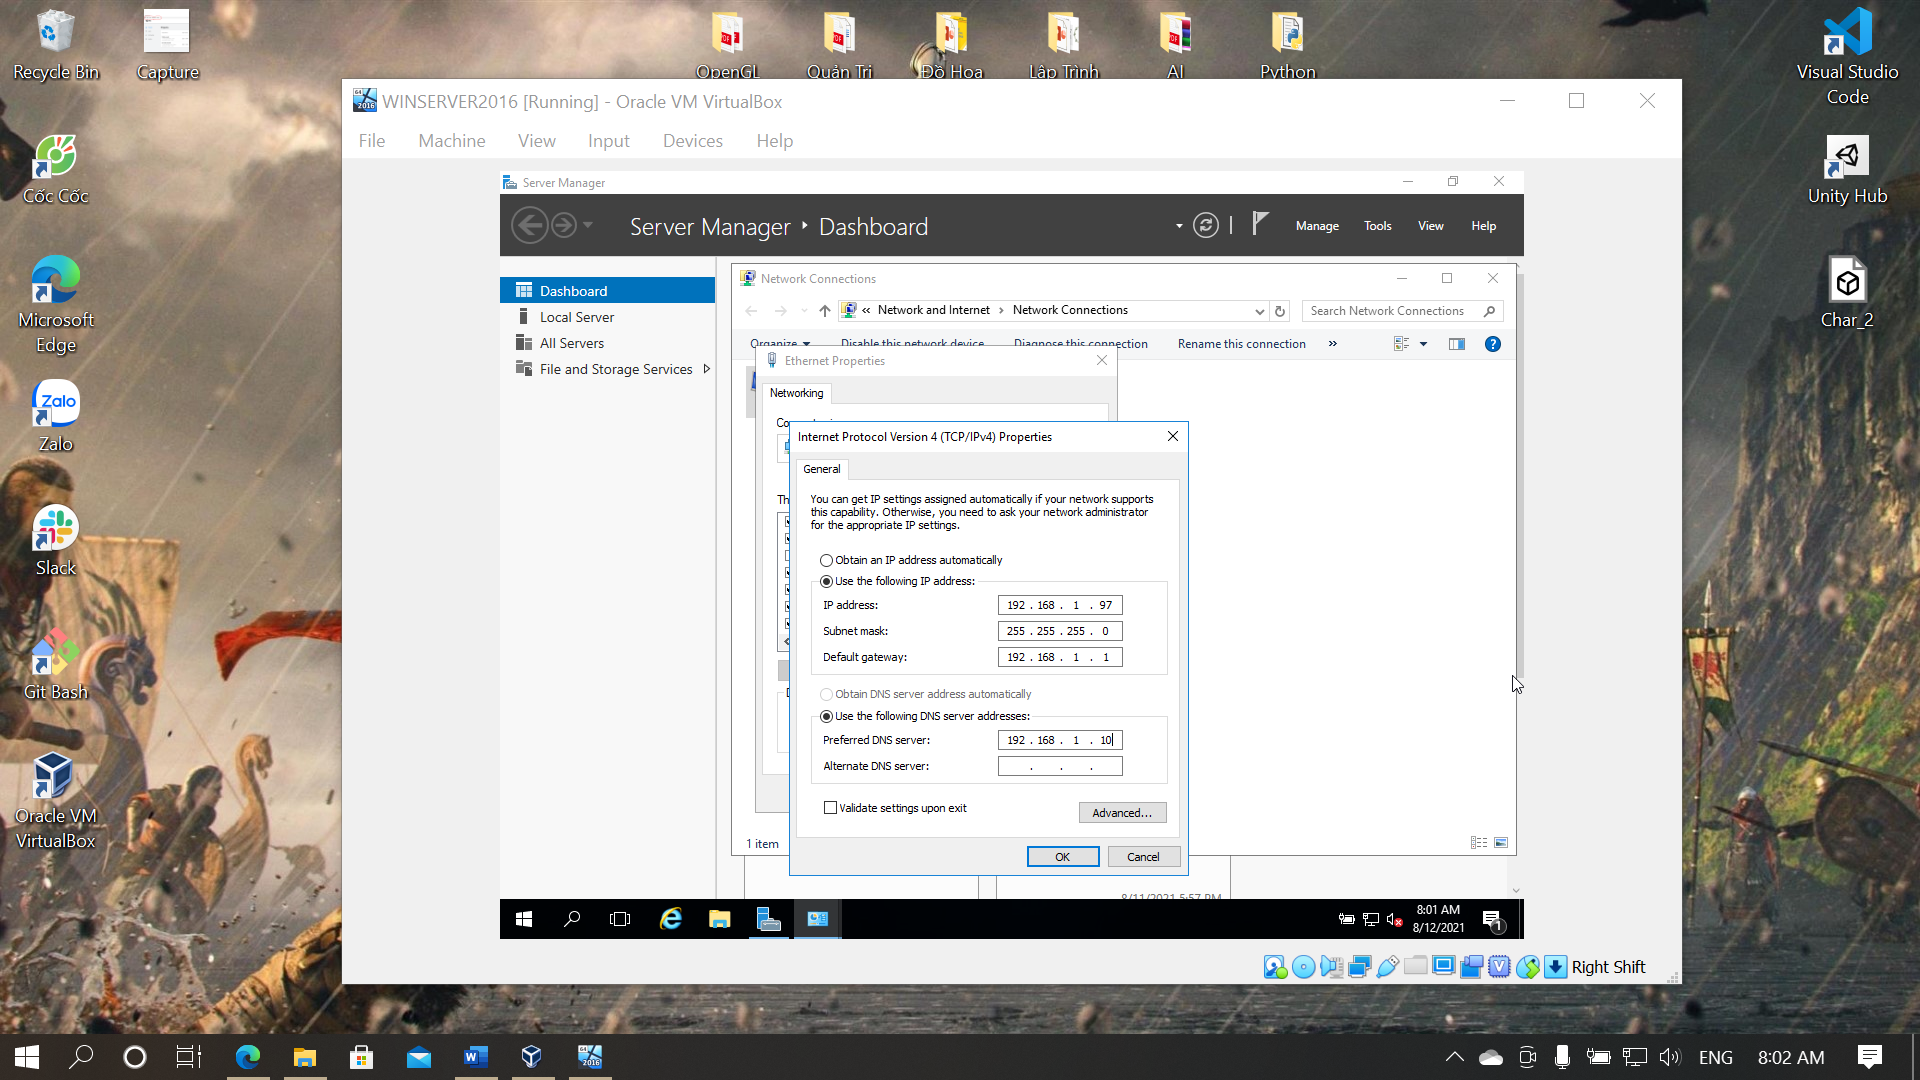 Recycle Bin
Capture
OpenGL
Quản Trị
Đồ Họa
Lập Trình
AI
Python
Visual Studio
Code
WINSERVER2016 [Running] - Oracle VM VirtualBox
File Machine View Input Devices Help
Cốc Cốc
Unity Hub
Microsoft
Edge
Char_2
Zalo
Zalo
Slack
Git Bash
Oracle VM
VirtualBox
Server Manager
Server Manager Dashboard
Manage Tools View Help
Dashboard
Local Server
All Servers
File and Storage Services
Network Connections
« Network and Internet › Network Connections
Search Network Connections
Organize Disable this network device Diagnose this connection Rename this connection »
Ethernet Properties
Networking
Internet Protocol Version 4 (TCP/IPv4) Properties
General
You can get IP settings assigned automatically if your network supports
this capability. Otherwise, you need to ask your network administrator
for the appropriate IP settings.
Obtain an IP address automatically
Use the following IP address:
IP address: 192 . 168 . 1 . 97
Subnet mask: 255 . 255 . 255 . 0
Default gateway: 192 . 168 . 1 . 1
Obtain DNS server address automatically
Use the following DNS server addresses:
Preferred DNS server: 192 . 168 . 1 . 10
Alternate DNS server: . . .
Validate settings upon exit
Advanced...
OK Cancel
1 item
8/11/2021 5:57 PM
8:01 AM
8/12/2021
1
Right Shift
ENG 8:02 AM